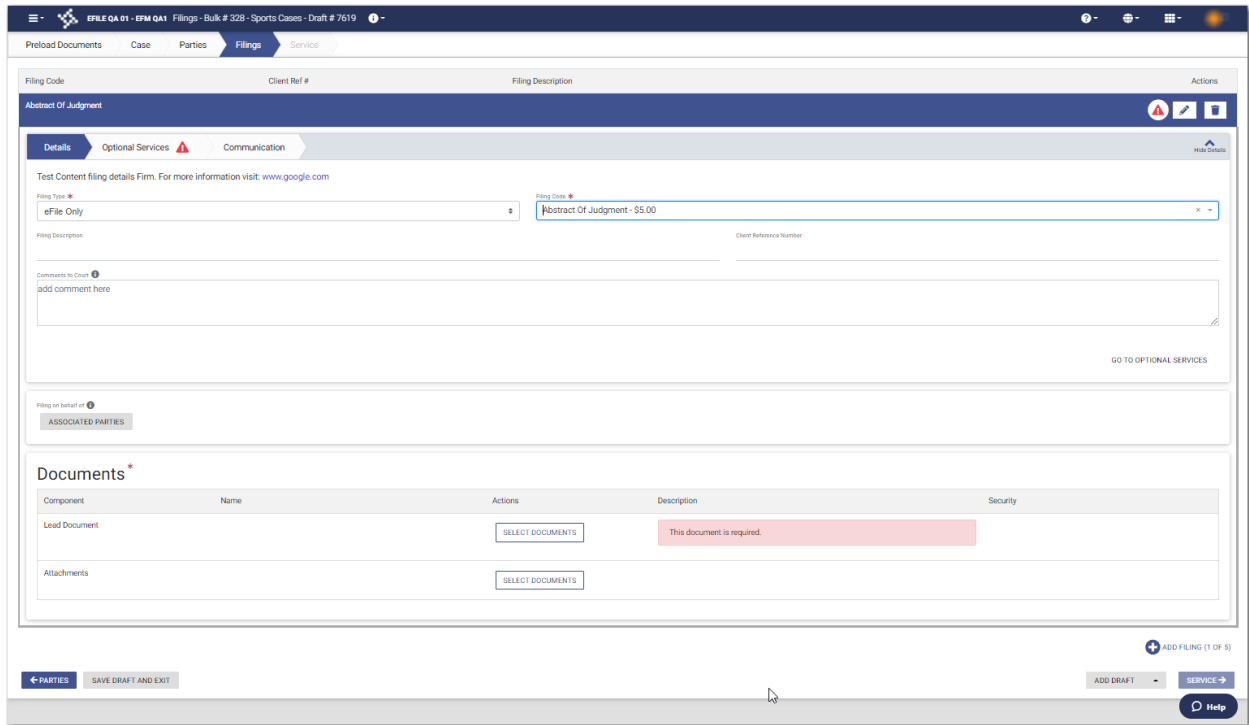 EFILE QA 01 - EFM QA1 Filings - Bulk # 328 - Sports Cases - Draft # 7619
Preload Documents Case Parties Filings Service
Filing Code Client Ref # Filing Description Actions
Abstract Of Judgment
Details Optional Services Communication
Hide Details
Test Content filing details Firm. For more information visit: www.google.com
Filing Type * Filing Code *
eFile Only Abstract Of Judgment - $5.00
Filing Description Client Reference Number
Comments to Court
add comment here
GO TO OPTIONAL SERVICES
Filing on behalf of
ASSOCIATED PARTIES
Documents*
Component Name Actions Description Security
Lead Document SELECT DOCUMENTS This document is required.
Attachments SELECT DOCUMENTS
ADD FILING (1 OF 5)
PARTIES SAVE DRAFT AND EXIT ADD DRAFT SERVICE
Help